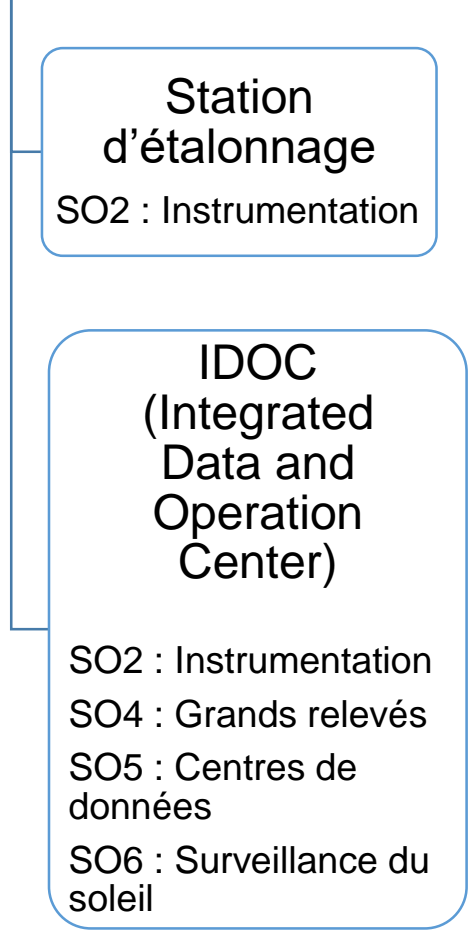 Station
d’étalonnage
SO2 : Instrumentation
IDOC
(Integrated
Data and
Operation
Center)
SO2 : Instrumentation
SO4 : Grands relevés
SO5 : Centres de
données
SO6 : Surveillance du
soleil